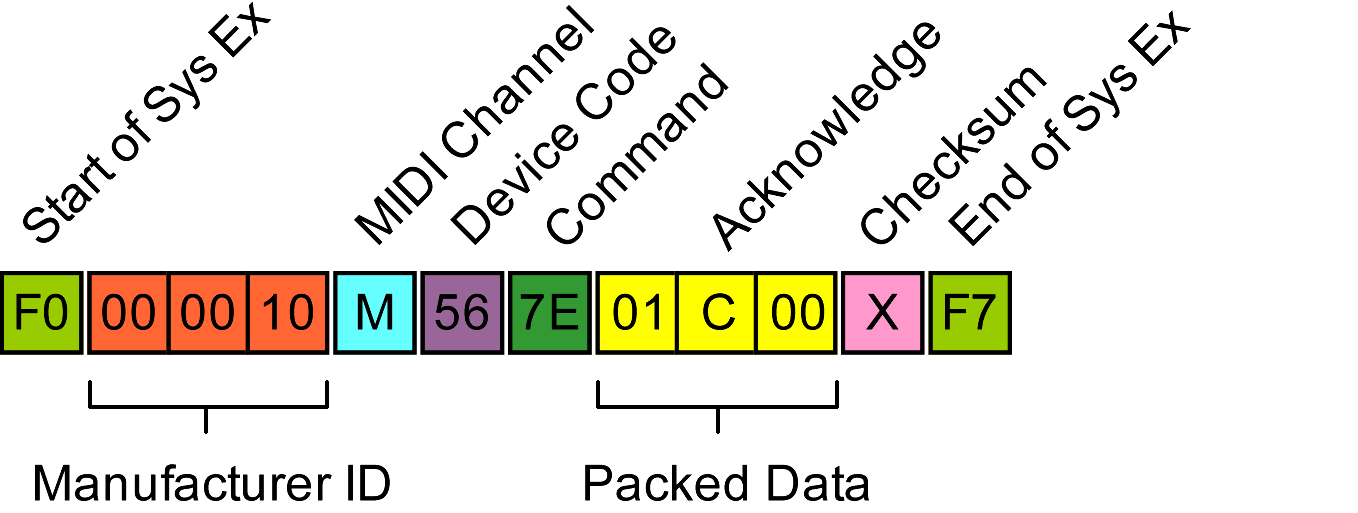 Start of Sys Ex
MIDI Channel
Device Code
Command
Acknowledge
Checksum
End of Sys Ex
F0 00 00 10 M 56 7E 01 C 00 X F7
Manufacturer ID
Packed Data